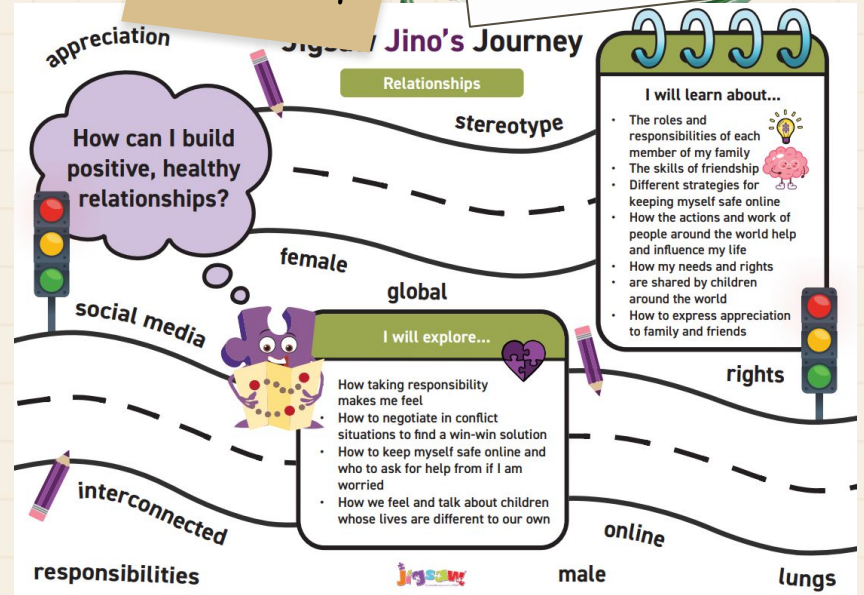 appreciation
Jigsaw Jino's Journey
Relationships
How can I build
positive, healthy
relationships?
stereotype
I will learn about...
• The roles and
responsibilities of each
member of my family
• The skills of friendship
• Different strategies for
keeping myself safe online
• How the actions and work of
people around the world help
and influence my life
• How my needs and rights
• are shared by children
around the world
• How to express appreciation
to family and friends
female
global
social media
I will explore...
How taking responsibility
makes me feel
• How to negotiate in conflict
situations to find a win-win solution
• How to keep myself safe online and
who to ask for help from if I am
worried
• How we feel and talk about children
whose lives are different to our own
rights
interconnected
online
responsibilities
jigsaw
male
lungs